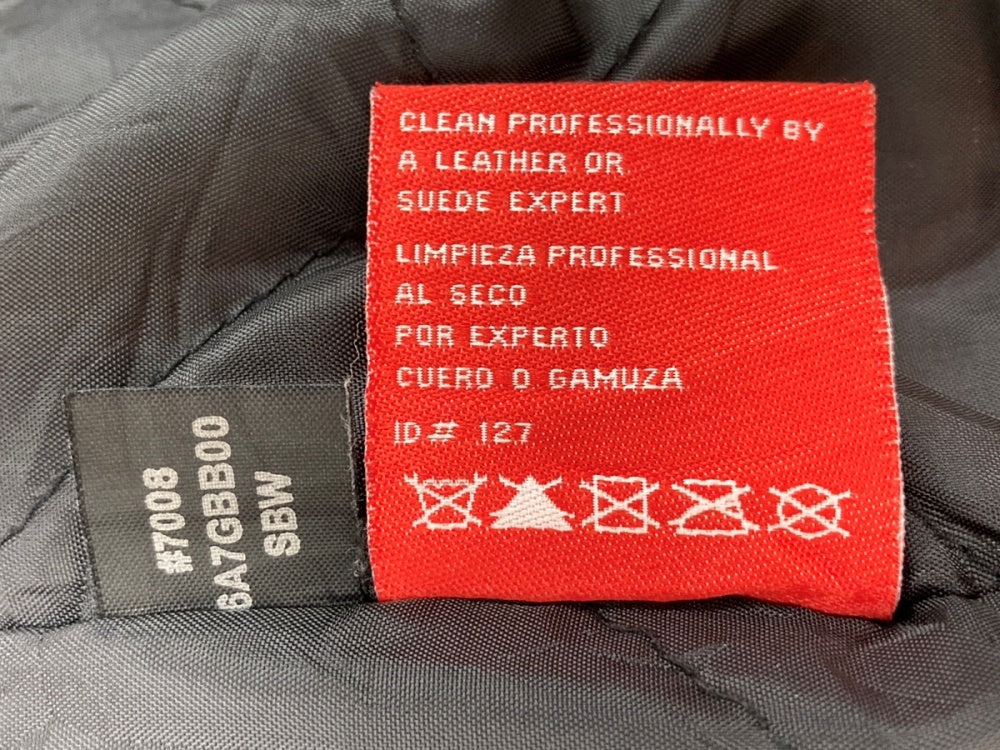 CLEAN PROFESSIONALLY BY
A LEATHER OR
SUEDE EXPERT
LIMPIEZA PROFESSIONAL
AL SECO
POR EXPERTO
CUERO O GAMUZA
ID# 127
#7008
6A7GBB00
SBW